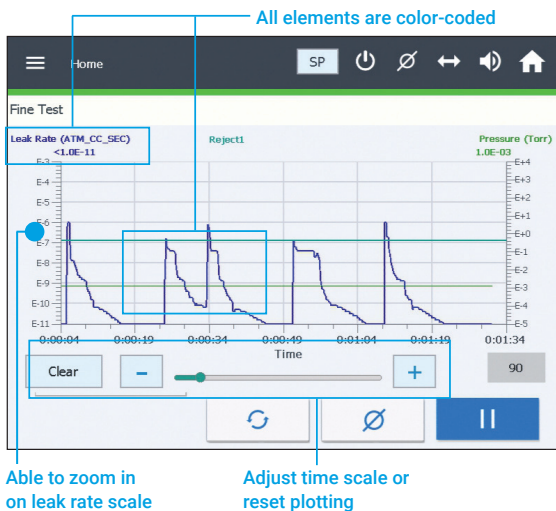 All elements are color-coded
Home
SP
Fine Test
Leak Rate (ATM_CC_SEC)
<1.0E-11
Reject1
Pressure (Torr)
1.0E-03
E-3
E-4
E-5
E-6
E-7
E-8
E-9
E-10
E-11
E+4
E+3
E+2
E+1
E+0
E-1
E-2
E-3
E-4
E-5
0:00:04 0:00:19 0:00:34 0:00:49 0:01:04 0:01:19 0:01:34
Time
Clear
−
+
90
Able to zoom in
on leak rate scale
Adjust time scale or
reset plotting